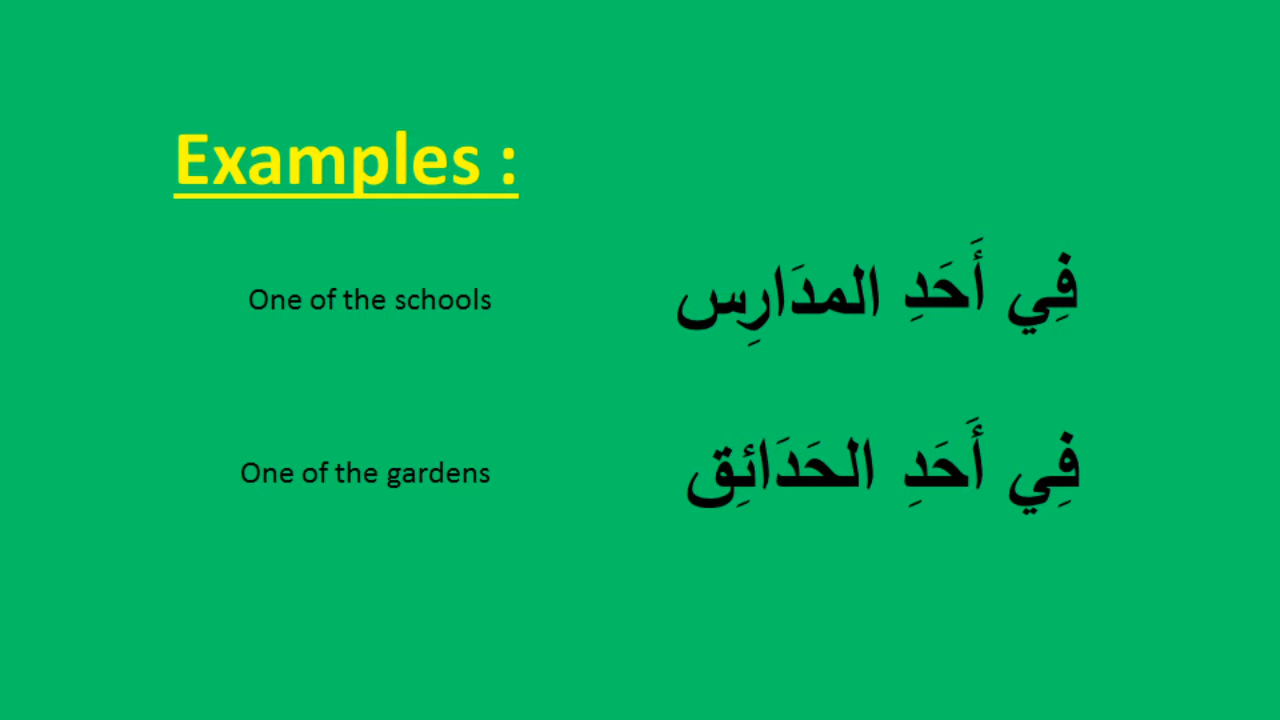 Examples :
One of the schools
فِي أَحَدِ المدَارِس
One of the gardens
فِي أَحَدِ الحَدَائِق